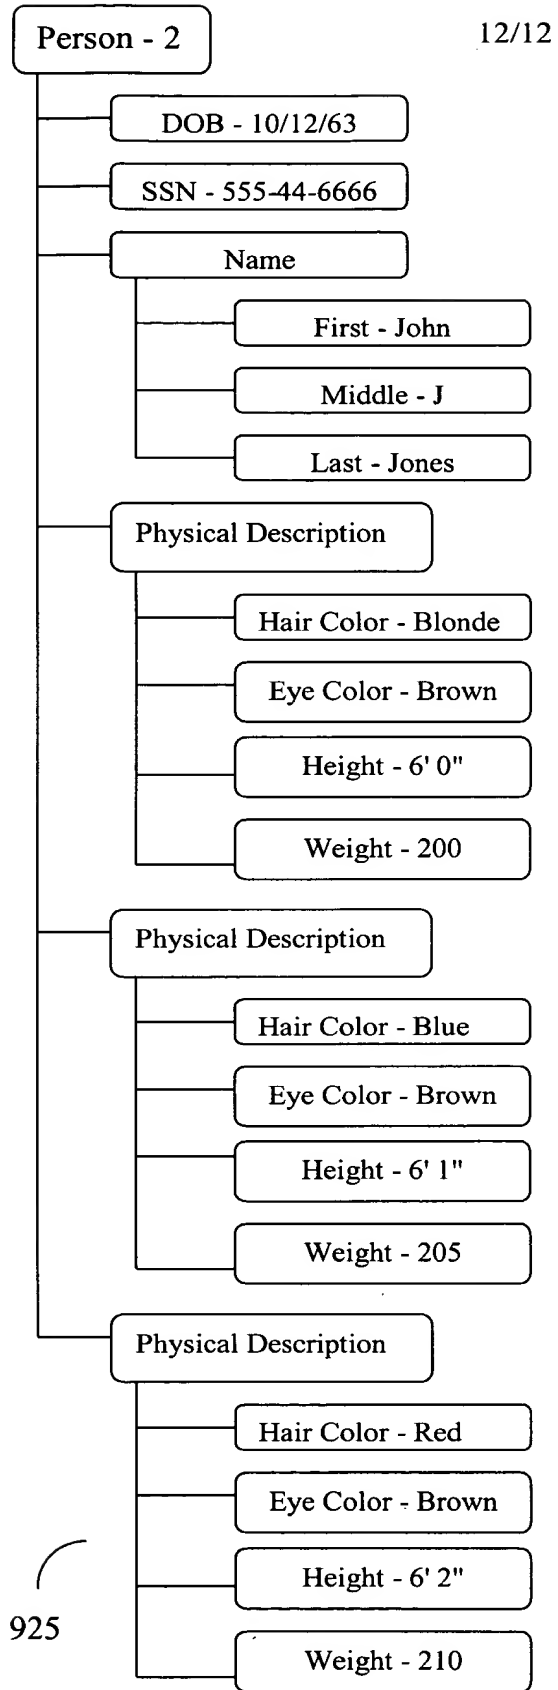 Person - 2
12/12
DOB - 10/12/63
SSN - 555-44-6666
Name
First - John
Middle - J
Last - Jones
Physical Description
Hair Color - Blonde
Eye Color - Brown
Height - 6' 0"
Weight - 200
Physical Description
Hair Color - Blue
Eye Color - Brown
Height - 6' 1"
Weight - 205
Physical Description
Hair Color - Red
Eye Color - Brown
Height - 6' 2"
925
Weight - 210